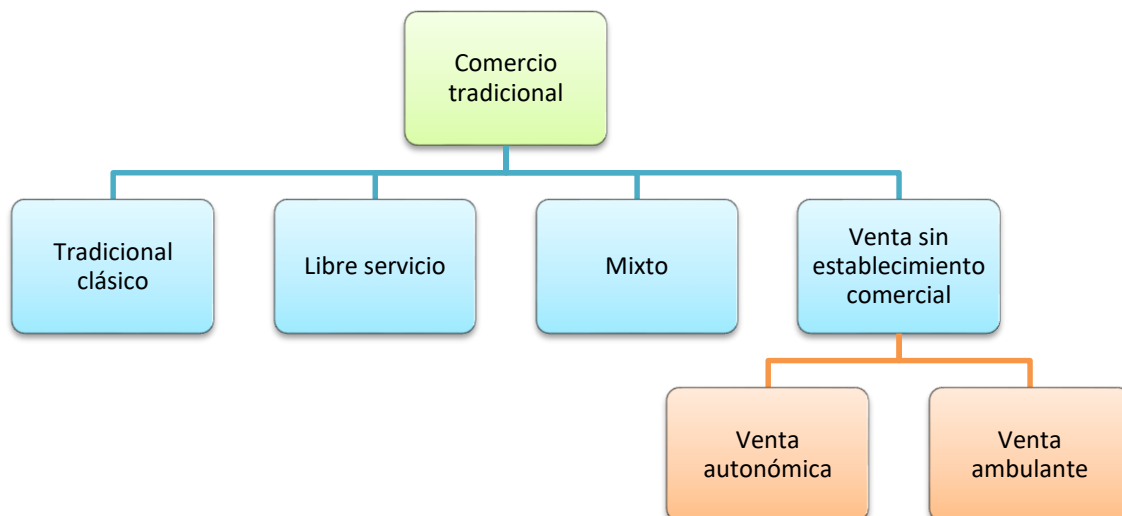 Comercio
tradicional
Tradicional
clásico
Libre servicio
Mixto
Venta sin
establecimiento
comercial
Venta
autonómica
Venta
ambulante